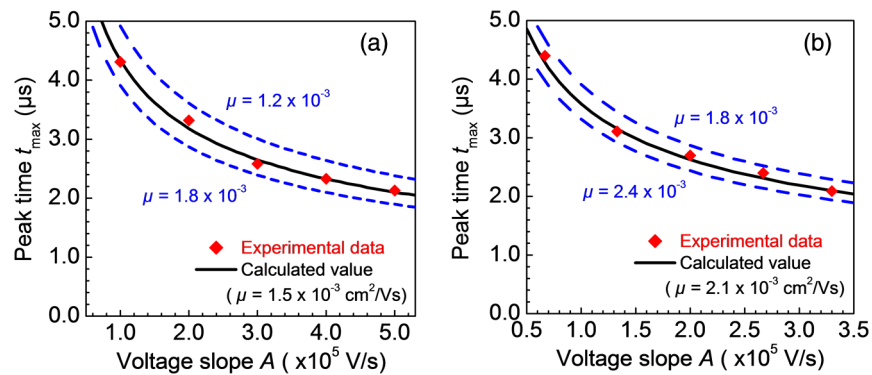 (a)
Peak time t_max (μs)
5.0
4.0
3.0
2.0
1.0
0.0
μ = 1.2 x 10⁻³
μ = 1.8 x 10⁻³
Experimental data
Calculated value
( μ = 1.5 x 10⁻³ cm²/Vs)
1.0 2.0 3.0 4.0 5.0
Voltage slope A ( x10⁵ V/s)
(b)
Peak time t_max (μs)
5.0
4.0
3.0
2.0
1.0
0.0
μ = 1.8 x 10⁻³
μ = 2.4 x 10⁻³
Experimental data
Calculated value
( μ = 2.1 x 10⁻³ cm²/Vs)
0.5 1.0 1.5 2.0 2.5 3.0 3.5
Voltage slope A ( x10⁵ V/s)